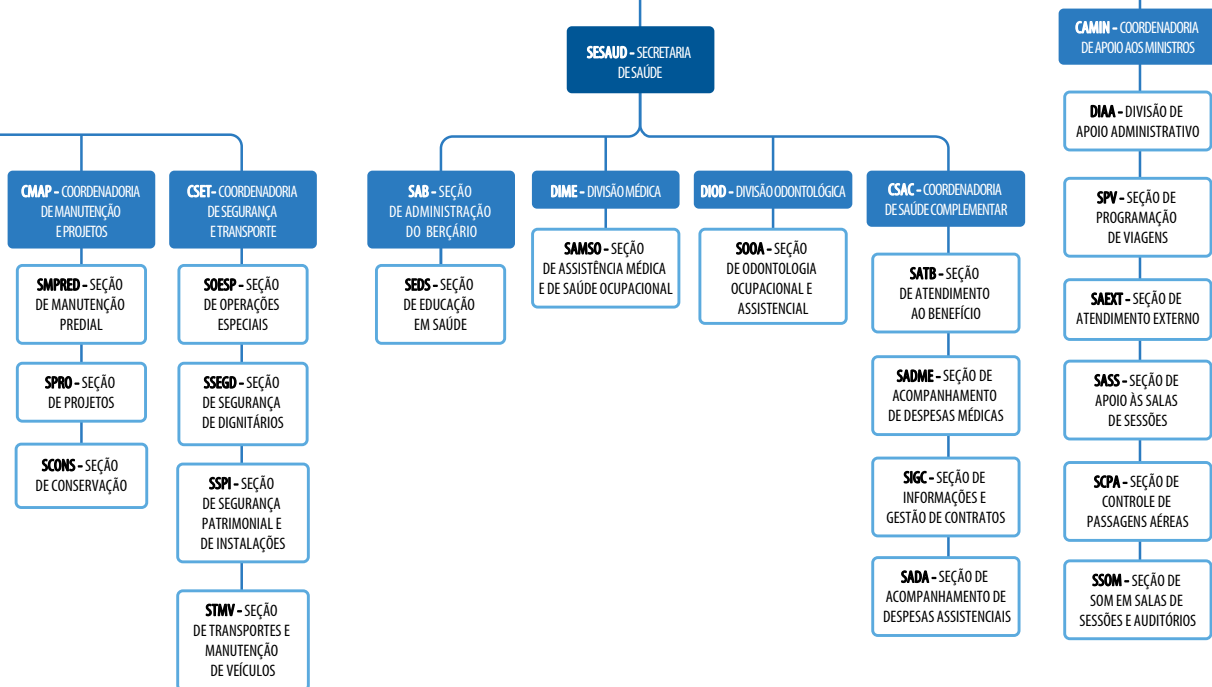 SESAUD – SECRETARIA
DE SAÚDE
CMAP – COORDENADORIA
DE MANUTENÇÃO
E PROJETOS
SMPRED – SEÇÃO
DE MANUTENÇÃO
PREDIAL
SPRO – SEÇÃO
DE PROJETOS
SCONS – SEÇÃO
DE CONSERVAÇÃO
CSET– COORDENADORIA
DE SEGURANÇA
E TRANSPORTE
SOESP – SEÇÃO
DE OPERAÇÕES
ESPECIAIS
SSEGD – SEÇÃO
DE SEGURANÇA
DE DIGNITÁRIOS
SSPI – SEÇÃO
DE SEGURANÇA
PATRIMONIAL E
DE INSTALAÇÕES
STMV – SEÇÃO
DE TRANSPORTES E
MANUTENÇÃO
DE VEÍCULOS
SAB – SEÇÃO
DE ADMINISTRAÇÃO
DO BERÇÁRIO
SEDS – SEÇÃO
DE EDUCAÇÃO
EM SAÚDE
DIME – DIVISÃO MÉDICA
SAMSO – SEÇÃO
DE ASSISTÊNCIA MÉDICA
E DE SAÚDE OCUPACIONAL
DIOD – DIVISÃO ODONTOLÓGICA
SOOA – SEÇÃO
DE ODONTOLOGIA
OCUPACIONAL E
ASSISTENCIAL
CSAC – COORDENADORIA
DE SAÚDE COMPLEMENTAR
SATB – SEÇÃO
DE ATENDIMENTO
AO BENEFÍCIO
SADME – SEÇÃO DE
ACOMPANHAMENTO
DE DESPESAS MÉDICAS
SIGC – SEÇÃO DE
INFORMAÇÕES E
GESTÃO DE CONTRATOS
SADA – SEÇÃO DE
ACOMPANHAMENTO DE
DESPESAS ASSISTENCIAIS
CAMIN – COORDENADORIA
DE APOIO AOS MINISTROS
DIAA – DIVISÃO DE
APOIO ADMINISTRATIVO
SPV – SEÇÃO DE
PROGRAMAÇÃO
DE VIAGENS
SAEXT – SEÇÃO DE
ATENDIMENTO EXTERNO
SASS – SEÇÃO DE
APOIO ÀS SALAS
DE SESSÕES
SCPA – SEÇÃO DE
CONTROLE DE
PASSAGENS AÉREAS
SSOM – SEÇÃO DE
SOM EM SALAS DE
SESSÕES E AUDITÓRIOS